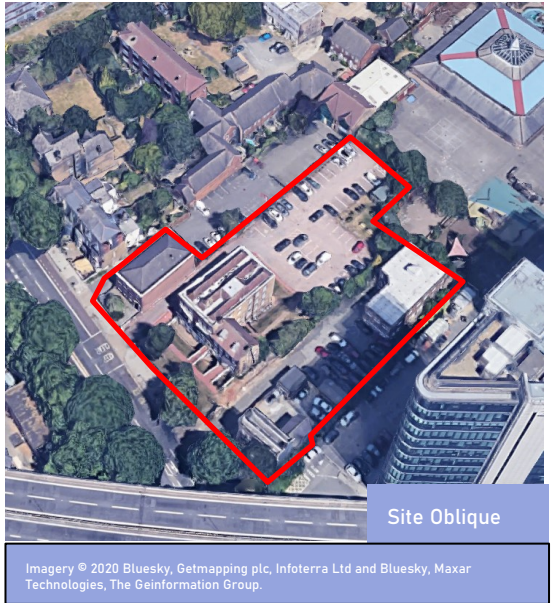 Site Oblique
Imagery © 2020 Bluesky, Getmapping plc, Infoterra Ltd and Bluesky, Maxar
Technologies, The Geinformation Group.